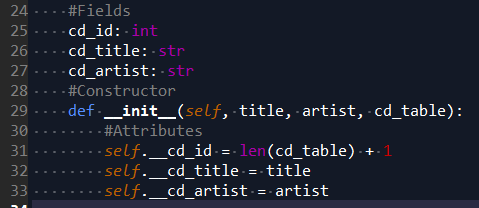 24 #Fields
25 cd_id: int
26 cd_title: str
27 cd_artist: str
28 #Constructor
29 def __init__(self, title, artist, cd_table):
30 #Attributes
31 self.__cd_id = len(cd_table) + 1
32 self.__cd_title = title
33 self.__cd_artist = artist
34